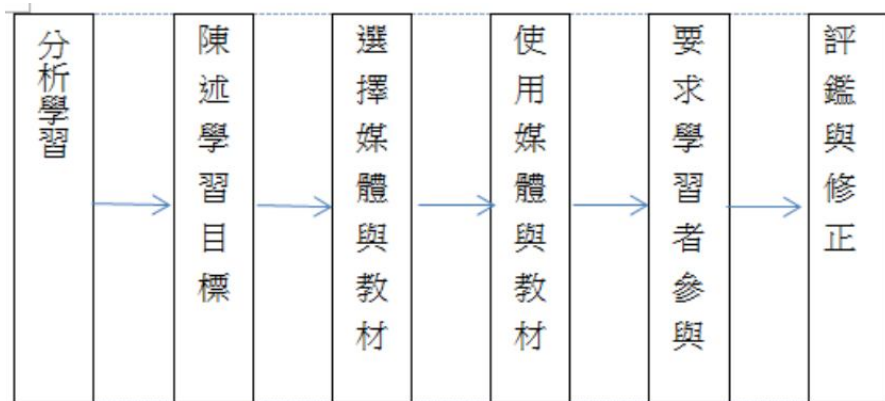 分析學習
陳述學習目標
選擇媒體與教材
使用媒體與教材
要求學習者參與
評鑑與修正